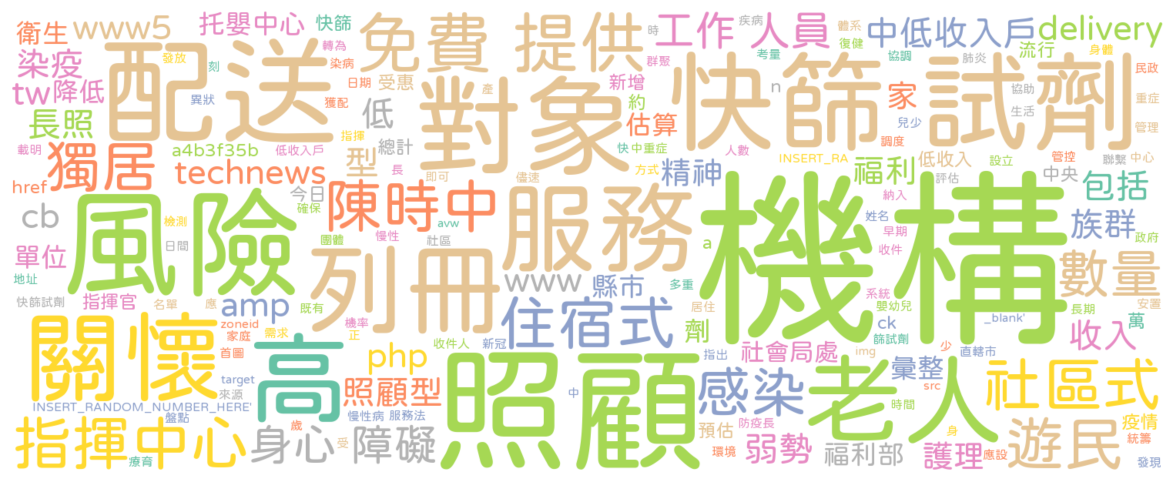 衛生 www5 托嬰中心 快篩 免費 提供 時 疾病 工作 人員 體系 中低收入戶 delivery
染疫 發放 轉為 配送 群聚 復健 考量 協調 流行 身體
tw 降低 異狀 刻 染病 日期 受惠 對象 新增 快篩 肺炎 試劑 民政
長照 獲配 產 低 約 估算 n 家 協助 重症
載明 a4b3f35b 低收入戶 指揮 總計 快 中重症 生活 兒少 管理
href 獨居 technews 型 長 即可 人數 INSERT_RA 福利 低收入 調度 設立 管控 聯繫 中心
cb 風險 今日 陳時中 儘速 方式 精神 評估 中央 包括
檢測 確保 服務 機構 納入 姓名 族群
單位 日間 團體 慢性 社區 avw a 早期 政府
地址 既有 列冊 www 縣市 多重 收件 數量
快篩試劑 指揮官 名單 應 amp 居住 系統 嬰幼兒 安署
zoneid 家庭 需求 機率 正 收件人 新冠 住宿式 劑 ck _blank' 長期 萬
關懷 首圖 高 php 指出 社會局處 篩試劑 直轄市 少 收入
target 來源 照顧型 照顧 img 彙整 src
INSERT_RANDOM_NUMBER_HERE' 盤點 慢性病 服務法 中 感染 老人 時間 社區式
指揮中心 歲 身心 障礙 受 預估 防疫長 身 疫情
療育 環境 弱勢 福利部 護理 應設 遊民 統籌 發現